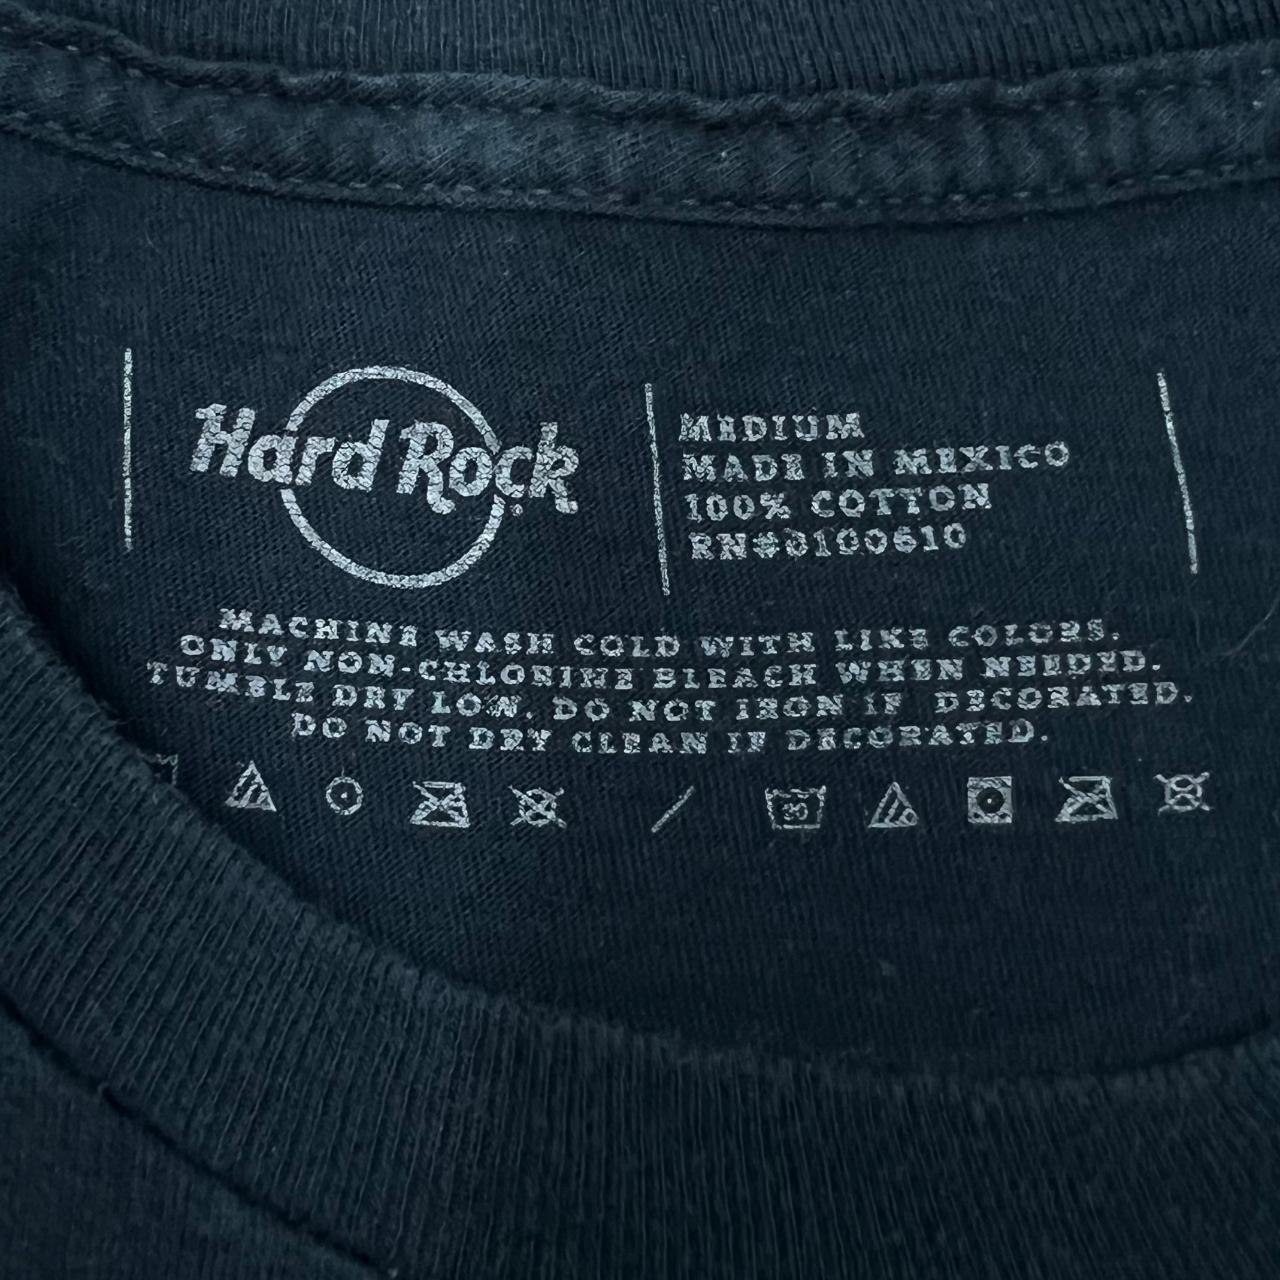 Hard Rock
MEDIUM
MADE IN MEXICO
100% COTTON
RN#0100610
MACHINE WASH COLD WITH LIKE COLORS.
ONLY NON-CHLORINE BLEACH WHEN NEEDED.
TUMBLE DRY LOW. DO NOT IRON IF DECORATED.
DO NOT DRY CLEAN IF DECORATED.
30